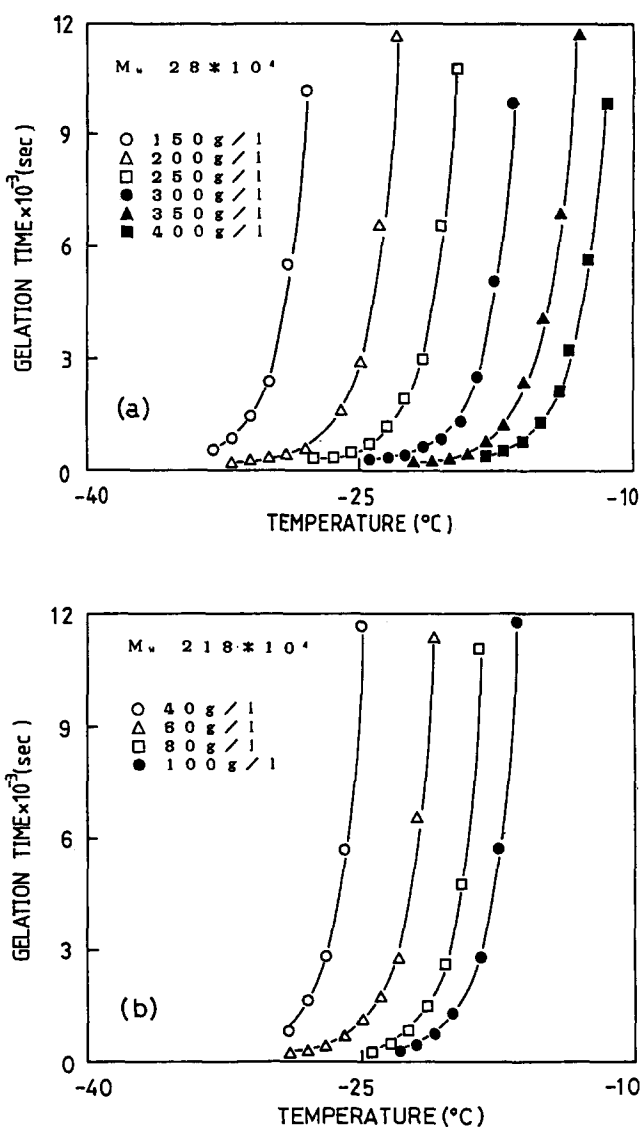 12
9
6
3
0
GELATION TIME×10⁻³(sec)
M w 28*10⁴
○ 150g/l
△ 200g/l
□ 250g/l
● 300g/l
▲ 350g/l
■ 400g/l
(a)
-40
-25
-10
TEMPERATURE(°C)
12
9
6
3
0
GELATION TIME×10⁻³(sec)
M w 218*10⁴
○ 40g/l
△ 60g/l
□ 80g/l
● 100g/l
(b)
-40
-25
-10
TEMPERATURE(°C)